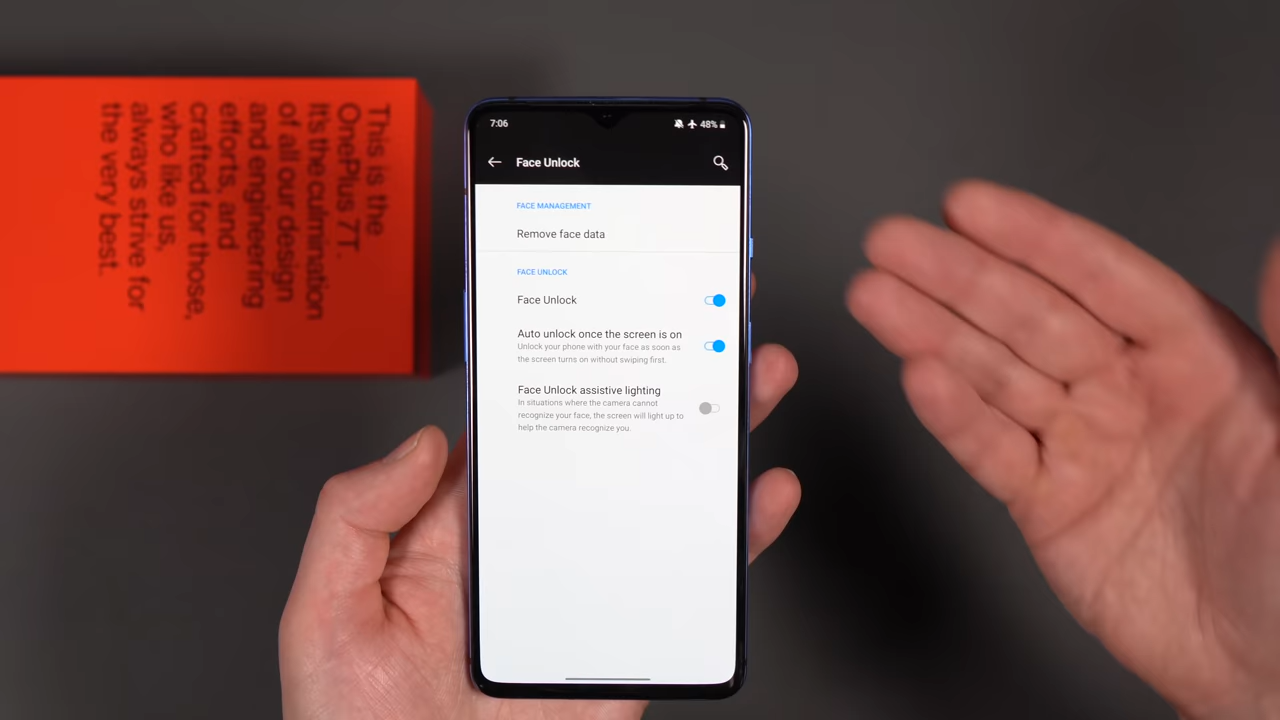 This is the
OnePlus 7T.
It's the culmination
of all our design
and engineering
efforts, and
crafted for those,
who like us,
always strive for
the very best.
7:06
48%
Face Unlock
FACE MANAGEMENT
Remove face data
FACE UNLOCK
Face Unlock
Auto unlock once the screen is on
Unlock your phone with your face as soon as
the screen turns on without swiping first.
Face Unlock assistive lighting
In situations where the camera cannot
recognize your face, the screen will light up to
help the camera recognize you.